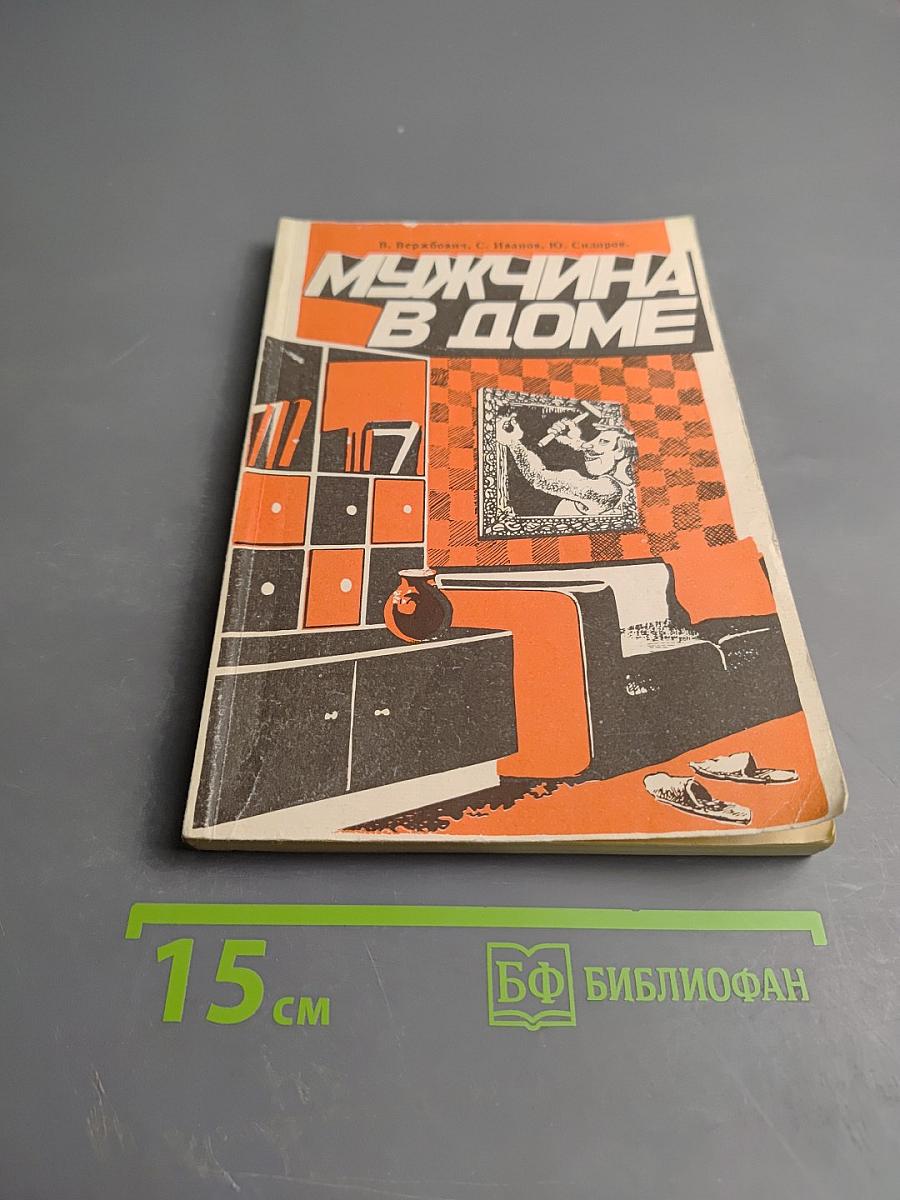 В. Вержбович, С. Иванов, Ю. Сидоров.
МУЖЧИНА
В ДОМЕ
15 см
БФ БИБЛИОФАН